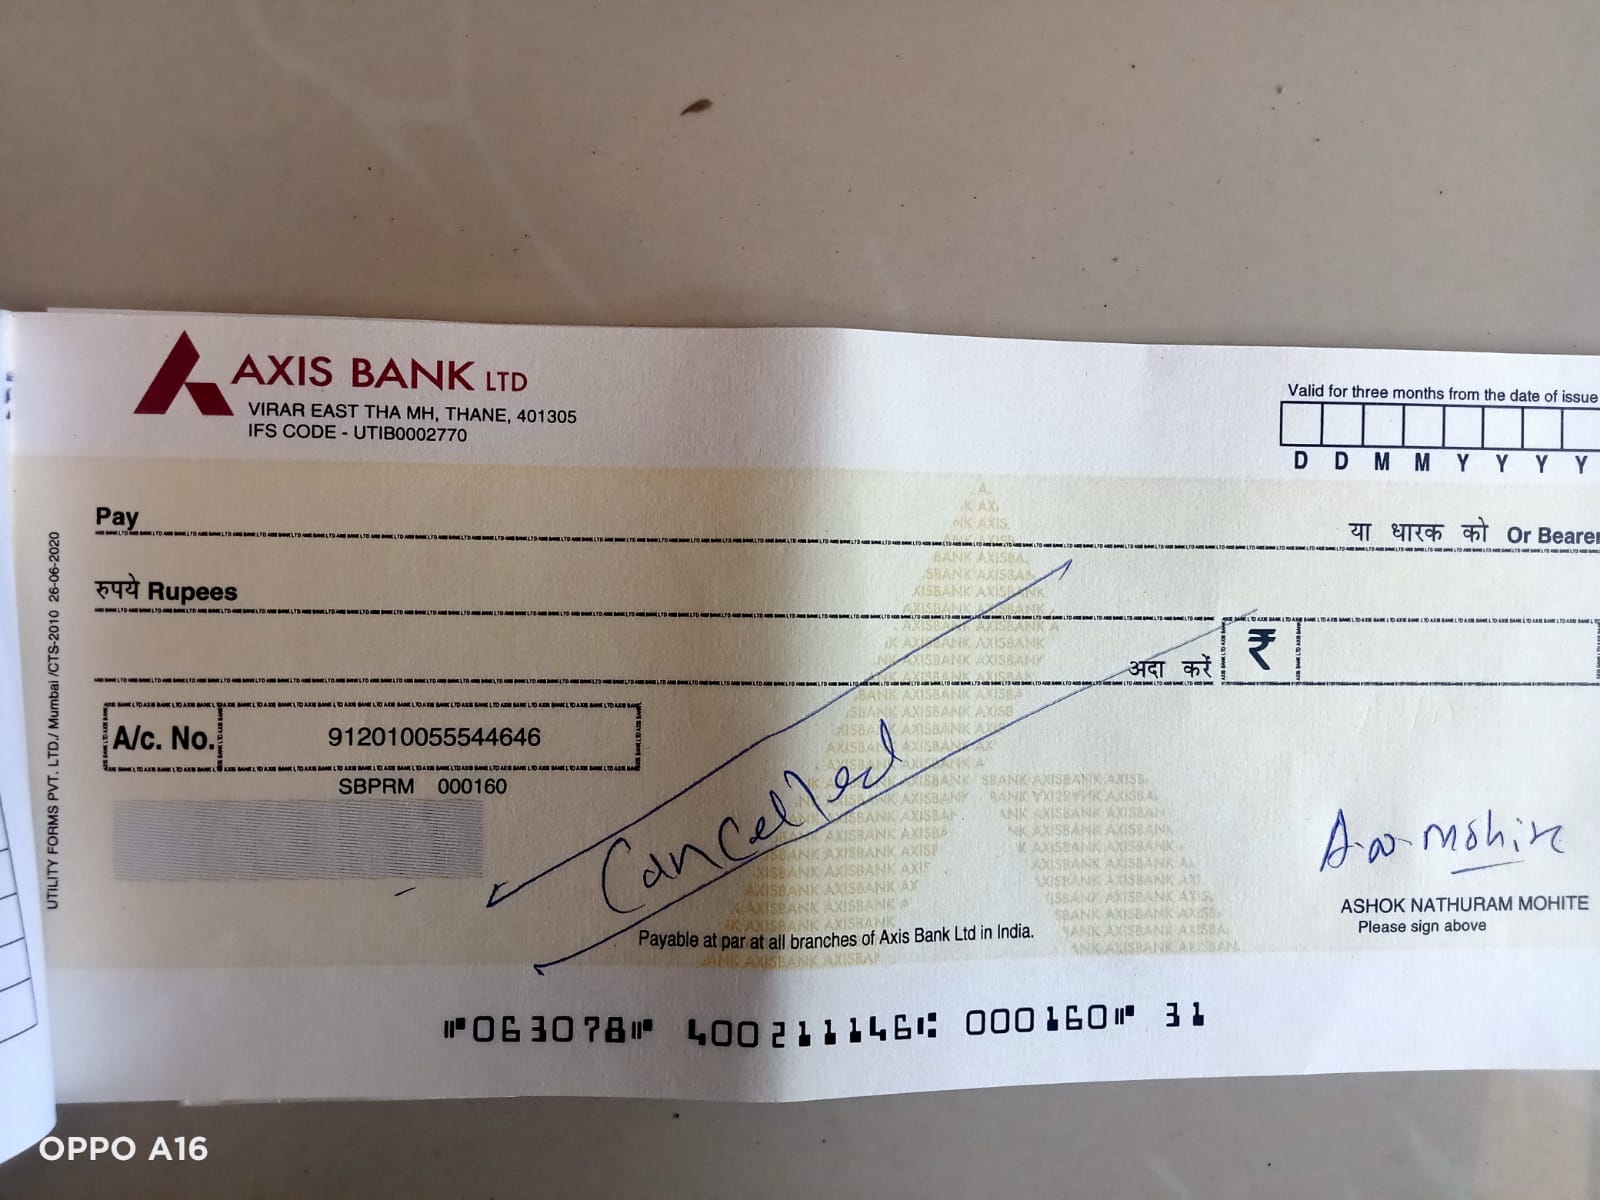 AXIS BANK LTD
VIRAR EAST THA MH, THANE, 401305
IFS CODE - UTIB0002770
Valid for three months from the date of issue
D D M M Y Y Y Y
Pay
या धारक को Or Bearer
रुपये Rupees
अदा करें ₹
A/c. No. 912010055544646
SBPRM 000160
Cancelled
A.N. Mohite
ASHOK NATHURAM MOHITE
Please sign above
Payable at par at all branches of Axis Bank Ltd in India.
UTILITY FORMS PVT. LTD./ Mumbai /CTS-2010 26-06-2020
⑈063078⑈ 400211146⑆ 000160⑈ 31
OPPO A16